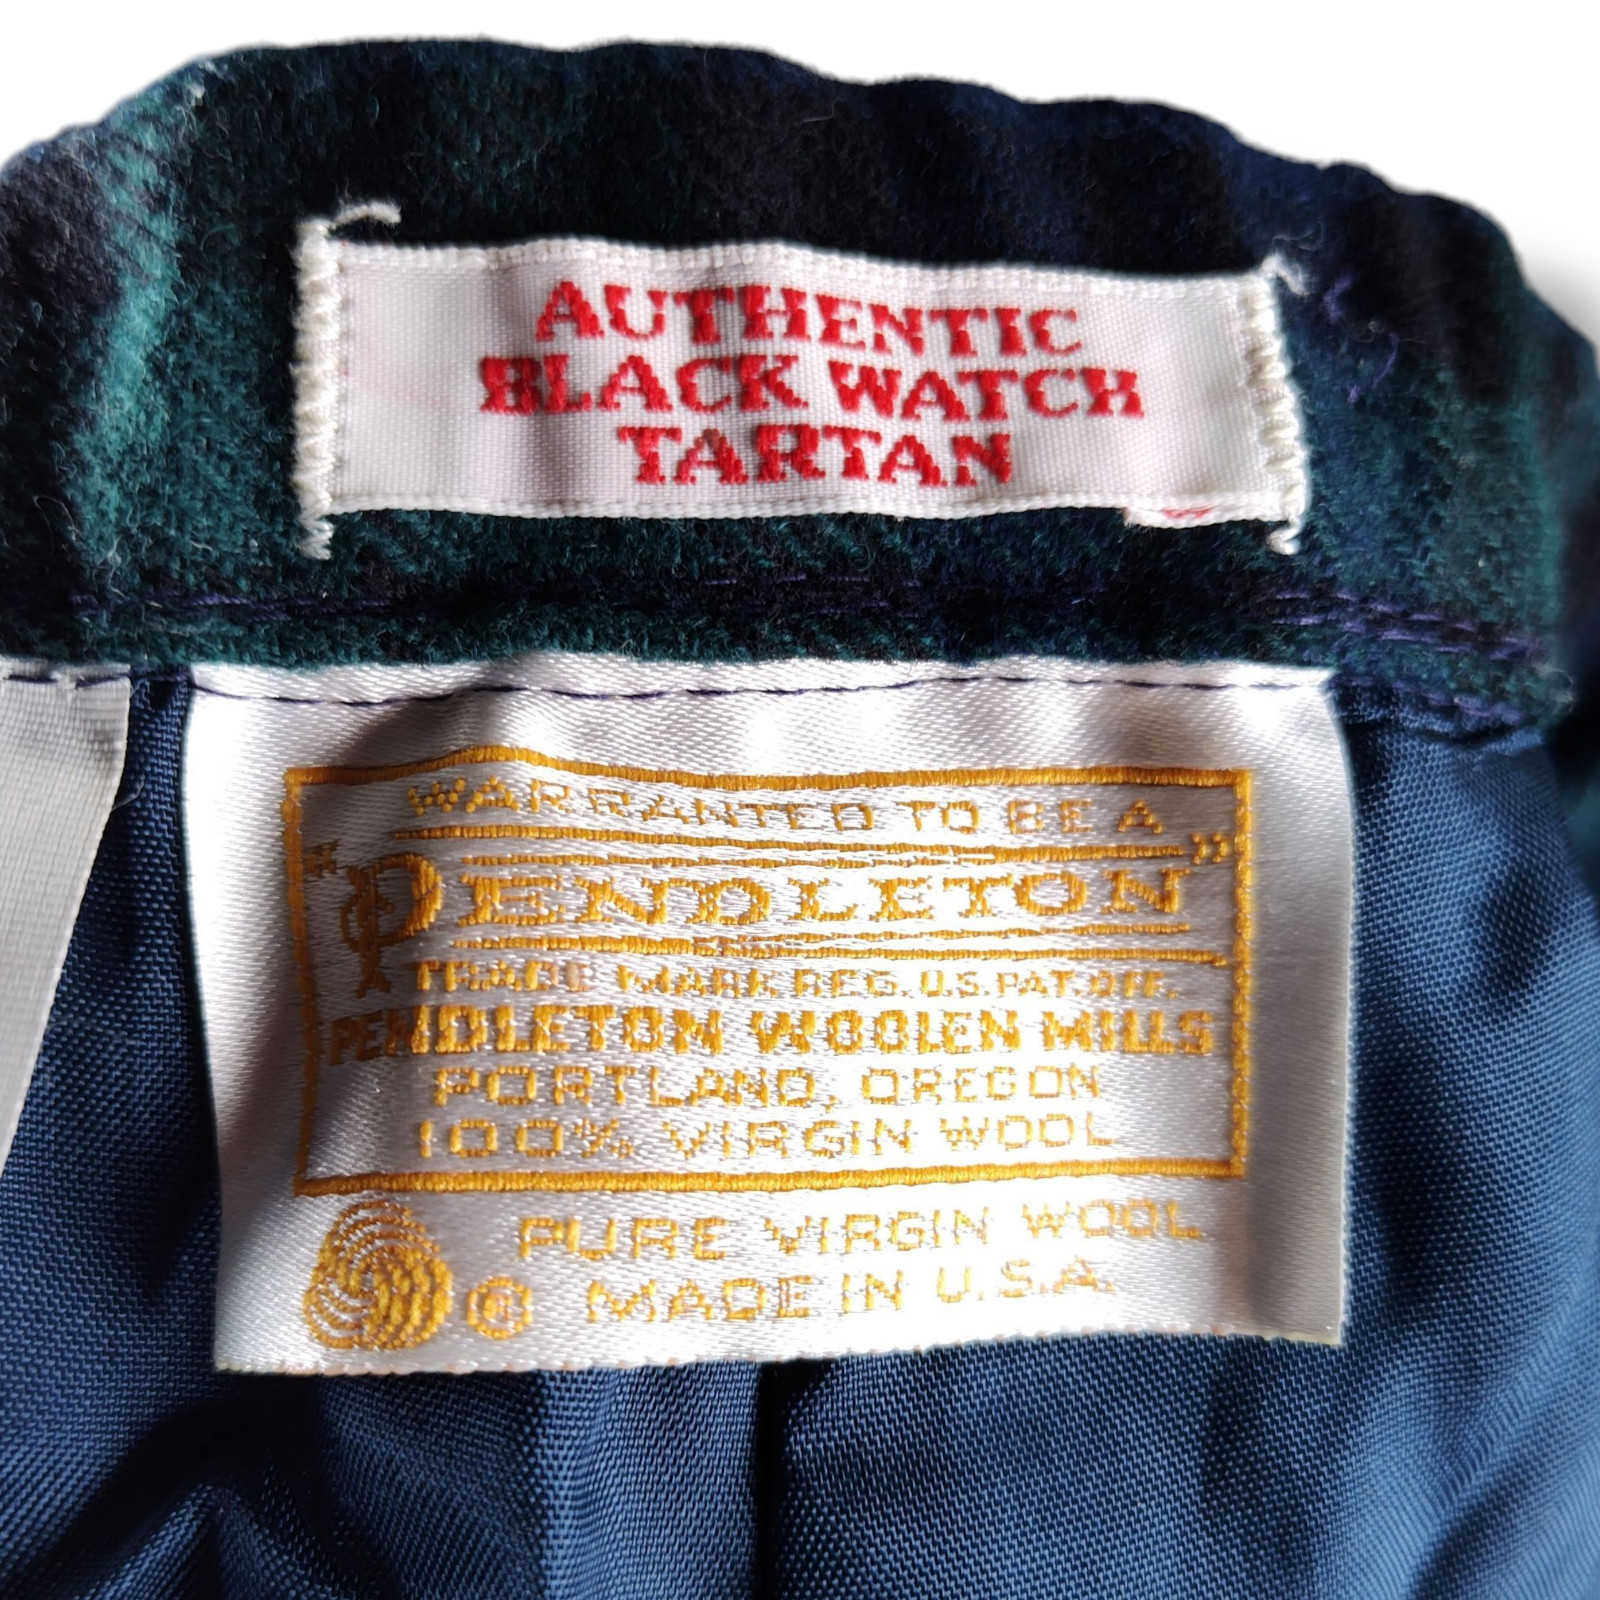 AUTHENTIC
BLACK WATCH
TARTAN
WARRANTED TO BE A
"PENDLETON"
TRADE MARK REG. U.S. PAT. OFF.
PENDLETON WOOLEN MILLS
PORTLAND, OREGON
100% VIRGIN WOOL
PURE VIRGIN WOOL
® MADE IN U.S.A.